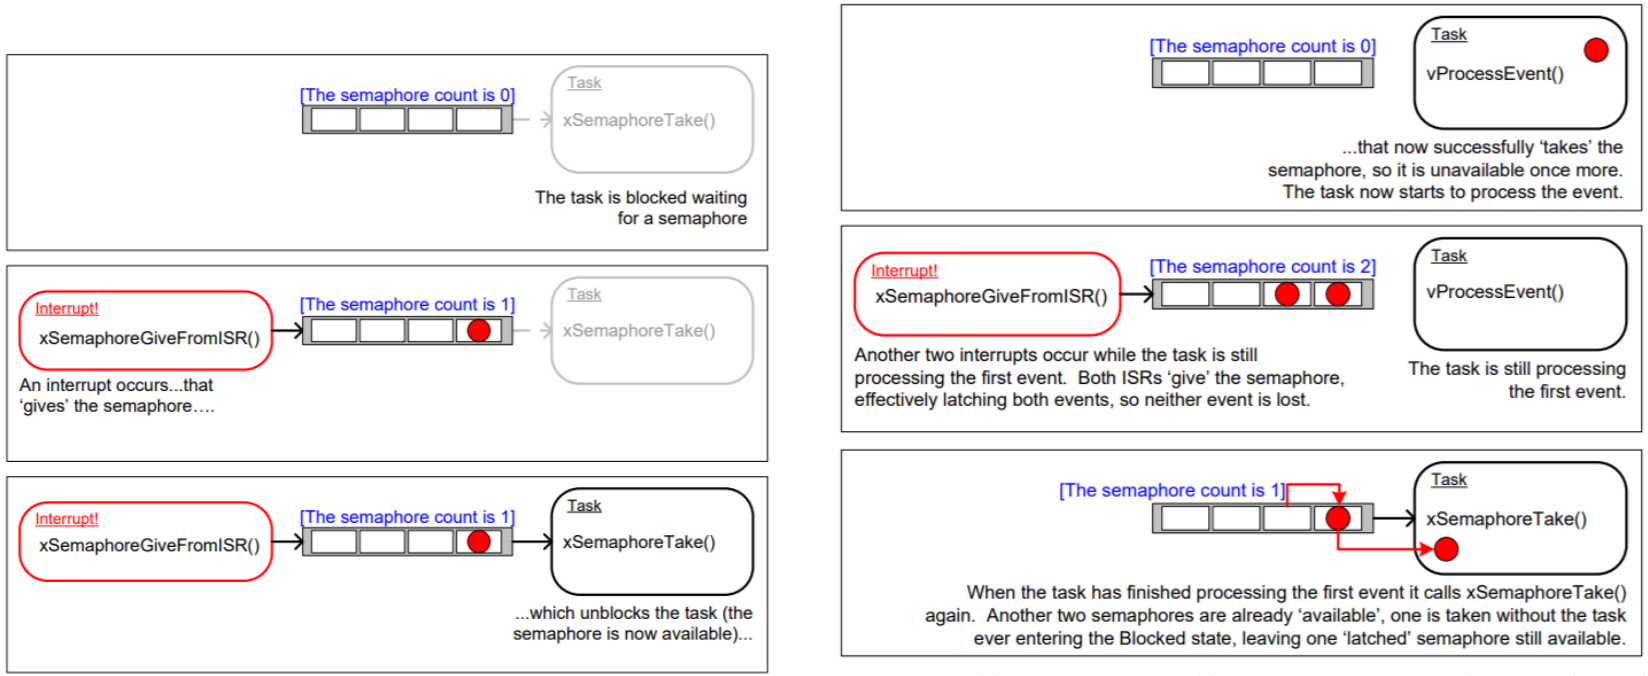 [The semaphore count is 0]
Task
xSemaphoreTake()
The task is blocked waiting
for a semaphore
Interrupt!
xSemaphoreGiveFromISR()
[The semaphore count is 1]
Task
xSemaphoreTake()
An interrupt occurs...that
‘gives’ the semaphore….
Interrupt!
xSemaphoreGiveFromISR()
[The semaphore count is 1]
Task
xSemaphoreTake()
...which unblocks the task (the
semaphore is now available)...
[The semaphore count is 0]
Task
vProcessEvent()
...that now successfully ‘takes’ the
semaphore, so it is unavailable once more.
The task now starts to process the event.
Interrupt!
xSemaphoreGiveFromISR()
[The semaphore count is 2]
Task
vProcessEvent()
Another two interrupts occur while the task is still
processing the first event.  Both ISRs ‘give’ the semaphore,
effectively latching both events, so neither event is lost.
The task is still processing
the first event.
[The semaphore count is 1]
Task
xSemaphoreTake()
When the task has finished processing the first event it calls xSemaphoreTake()
again.  Another two semaphores are already ‘available’, one is taken without the task
ever entering the Blocked state, leaving one ‘latched’ semaphore still available.